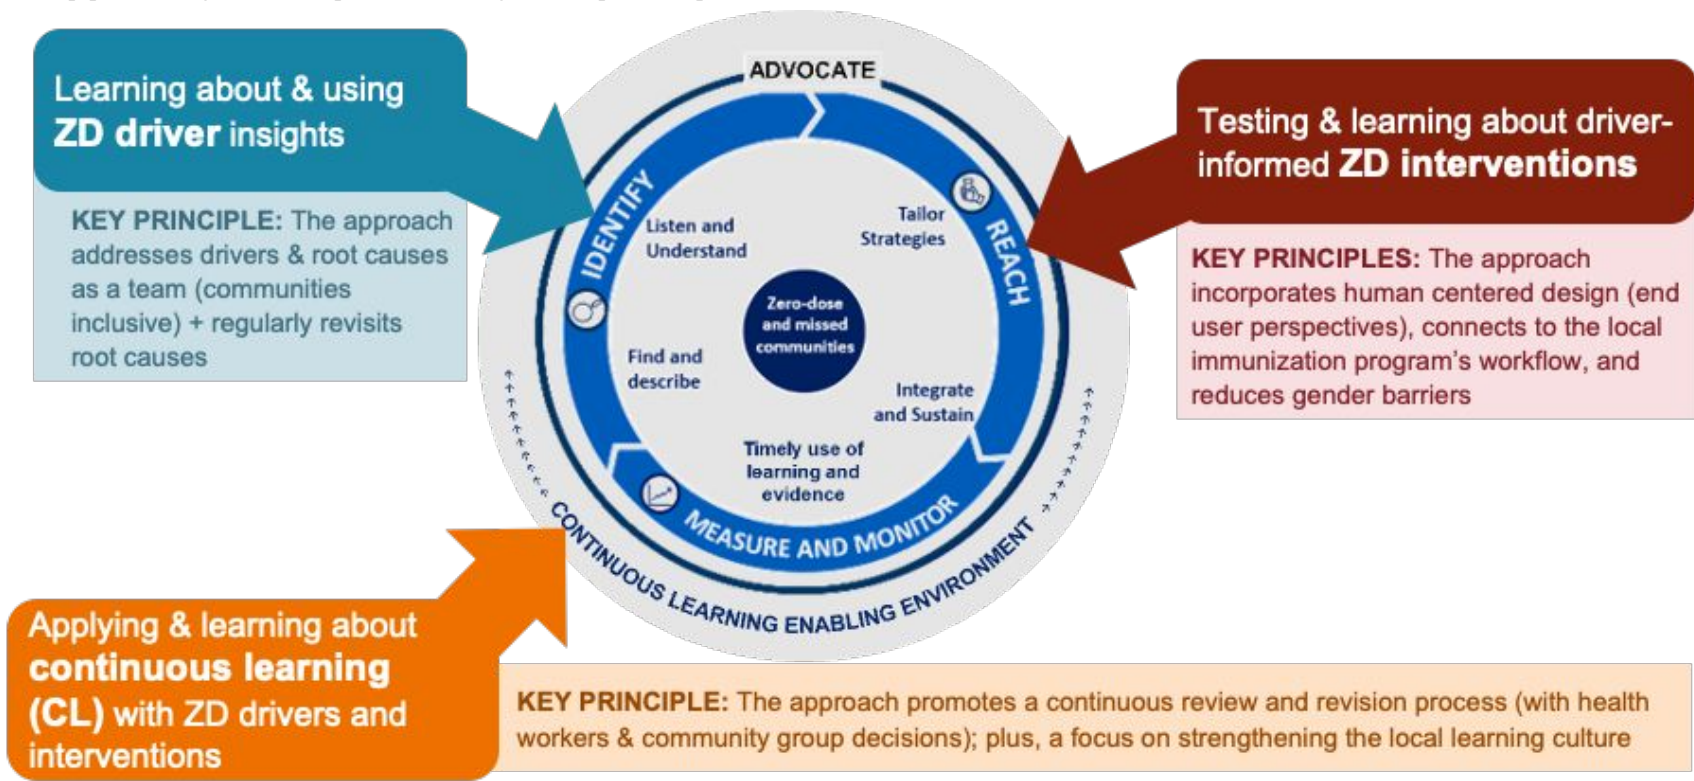 Learning about & using
ZD driver insights
KEY PRINCIPLE: The approach
addresses drivers & root causes
as a team (communities
inclusive) + regularly revisits
root causes
ADVOCATE
IDENTIFY
REACH
MEASURE AND MONITOR
Listen and
Understand
Tailor
Strategies
Zero-dose
and missed
communities
Find and
describe
Integrate
and Sustain
Timely use of
learning and
evidence
CONTINUOUS LEARNING ENABLING ENVIRONMENT
Testing & learning about driver-
informed ZD interventions
KEY PRINCIPLES: The approach
incorporates human centered design (end
user perspectives), connects to the local
immunization program's workflow, and
reduces gender barriers
Applying & learning about
continuous learning
(CL) with ZD drivers and
interventions
KEY PRINCIPLE: The approach promotes a continuous review and revision process (with health
workers & community group decisions); plus, a focus on strengthening the local learning culture